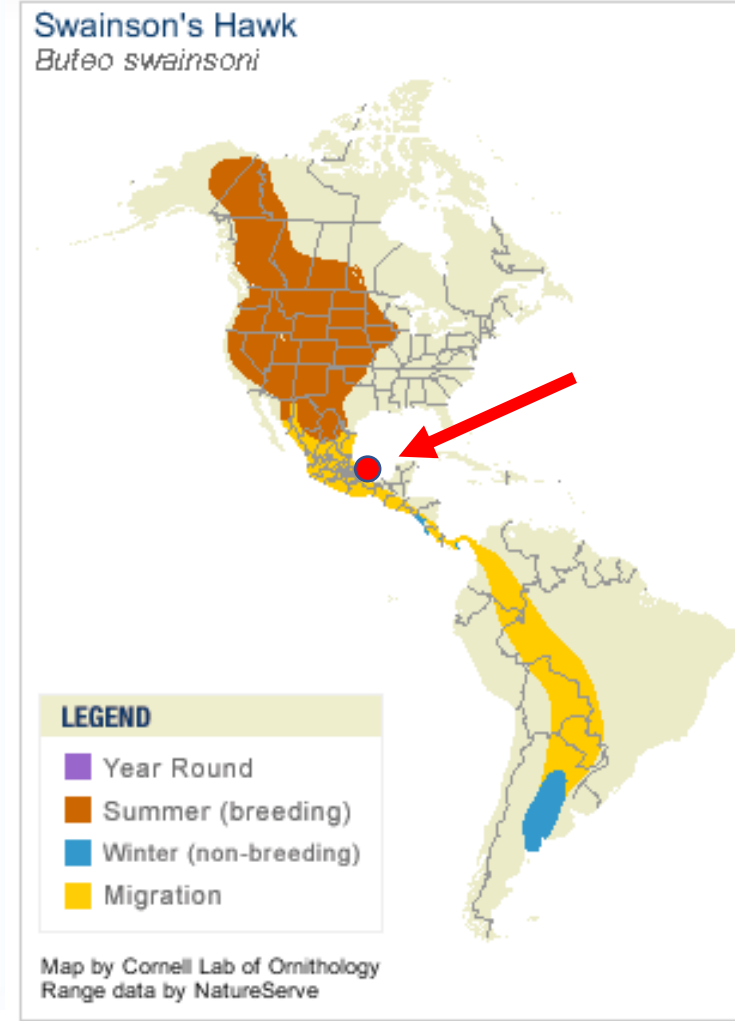 Swainson's Hawk
Buteo swainsoni
LEGEND
Year Round
Summer (breeding)
Winter (non-breeding)
Migration
Map by Cornell Lab of Ornithology
Range data by NatureServe